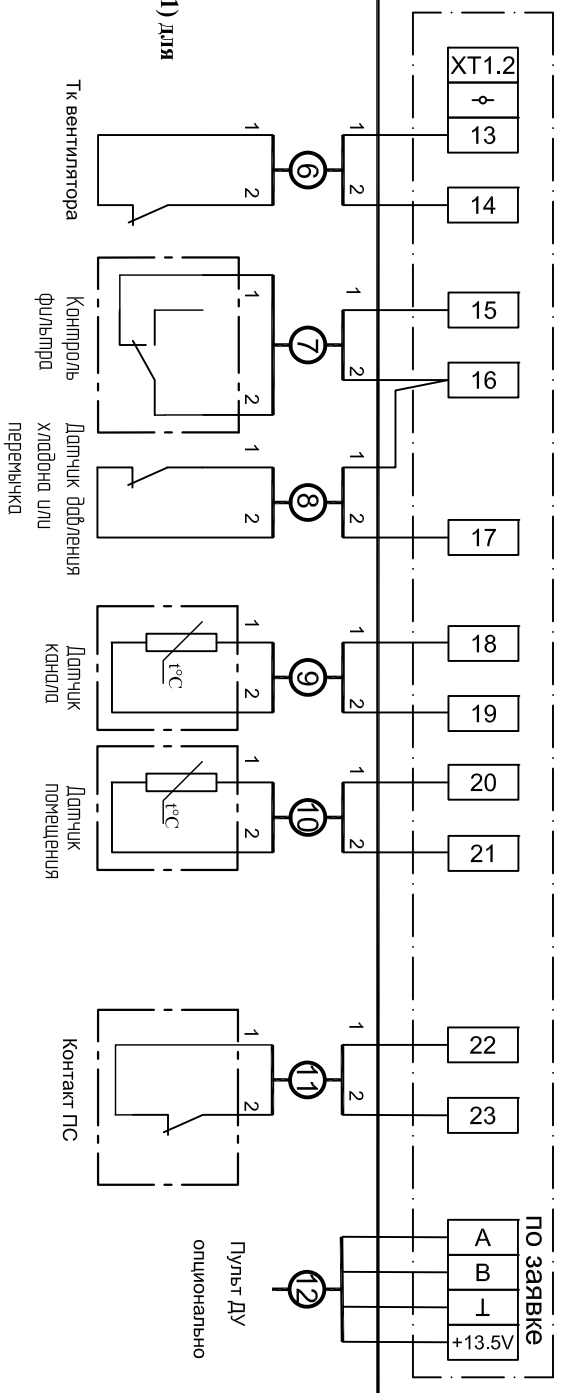 1) для
XT1.2
13
14
15
16
17
18
19
20
21
22
23
по заявке
A
B
⊥
+13.5V
1
2
1
2
1
2
1
2
1
2
1
2
6
7
8
9
10
11
12
1
2
1
2
1
2
1
2
1
2
1
2
t°C
t°C
Тк вентилятора
Контроль
фильтра
Датчик давления
хладона или
перемычка
Датчик
канала
Датчик
помещения
Контакт ПС
Пульт ДУ
опционально